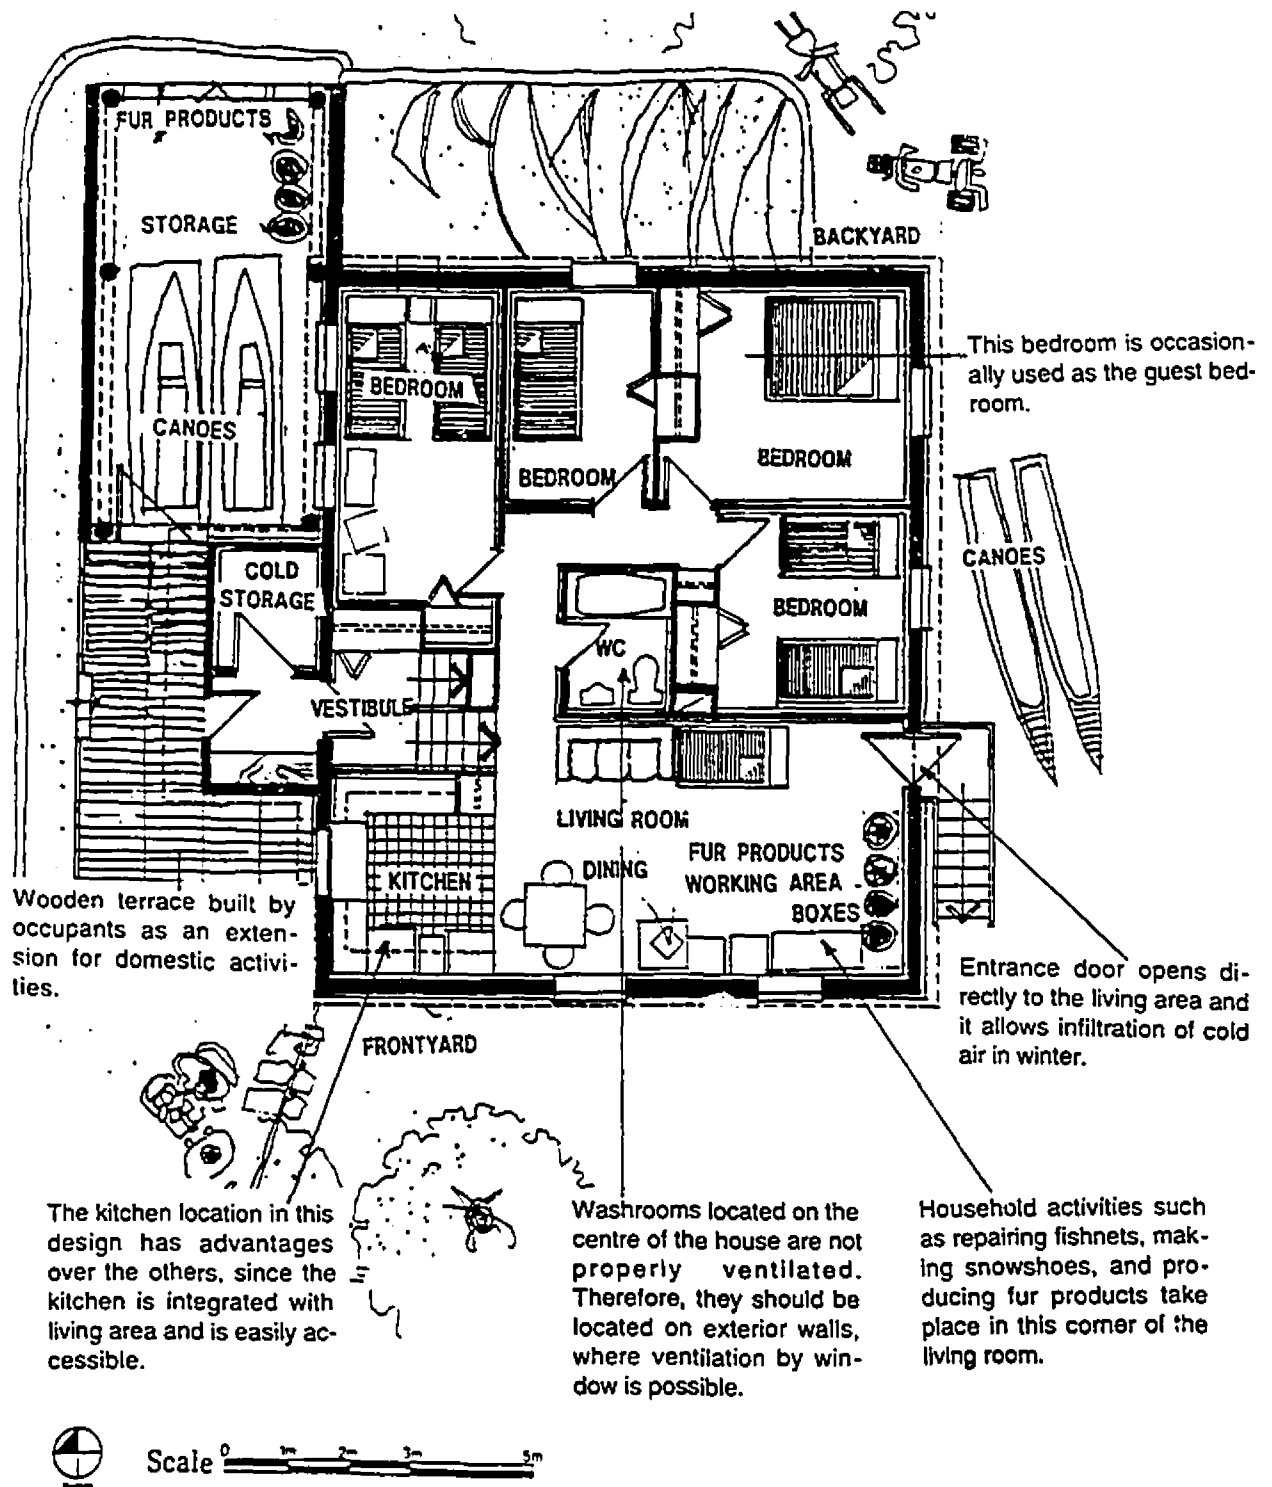 FUR PRODUCTS
STORAGE
CANOES
BACKYARD
BEDROOM
BEDROOM
BEDROOM
This bedroom is occasion-
ally used as the guest bed-
room.
CANOES
COLD
STORAGE
BEDROOM
WC
VESTIBULE
LIVING ROOM
DINING
KITCHEN
FUR PRODUCTS
WORKING AREA
BOXES
Wooden terrace built by
occupants as an exten-
sion for domestic activi-
ties.
Entrance door opens di-
rectly to the living area and
it allows infiltration of cold
air in winter.
FRONTYARD
The kitchen location in this
design has advantages
over the others, since the
kitchen is integrated with
living area and is easily ac-
cessible.
Washrooms located on the
centre of the house are not
properly ventilated.
Therefore, they should be
located on exterior walls,
where ventilation by win-
dow is possible.
Household activities such
as repairing fishnets, mak-
ing snowshoes, and pro-
ducing fur products take
place in this corner of the
living room.
Scale 0 1m 2m 3m 5m